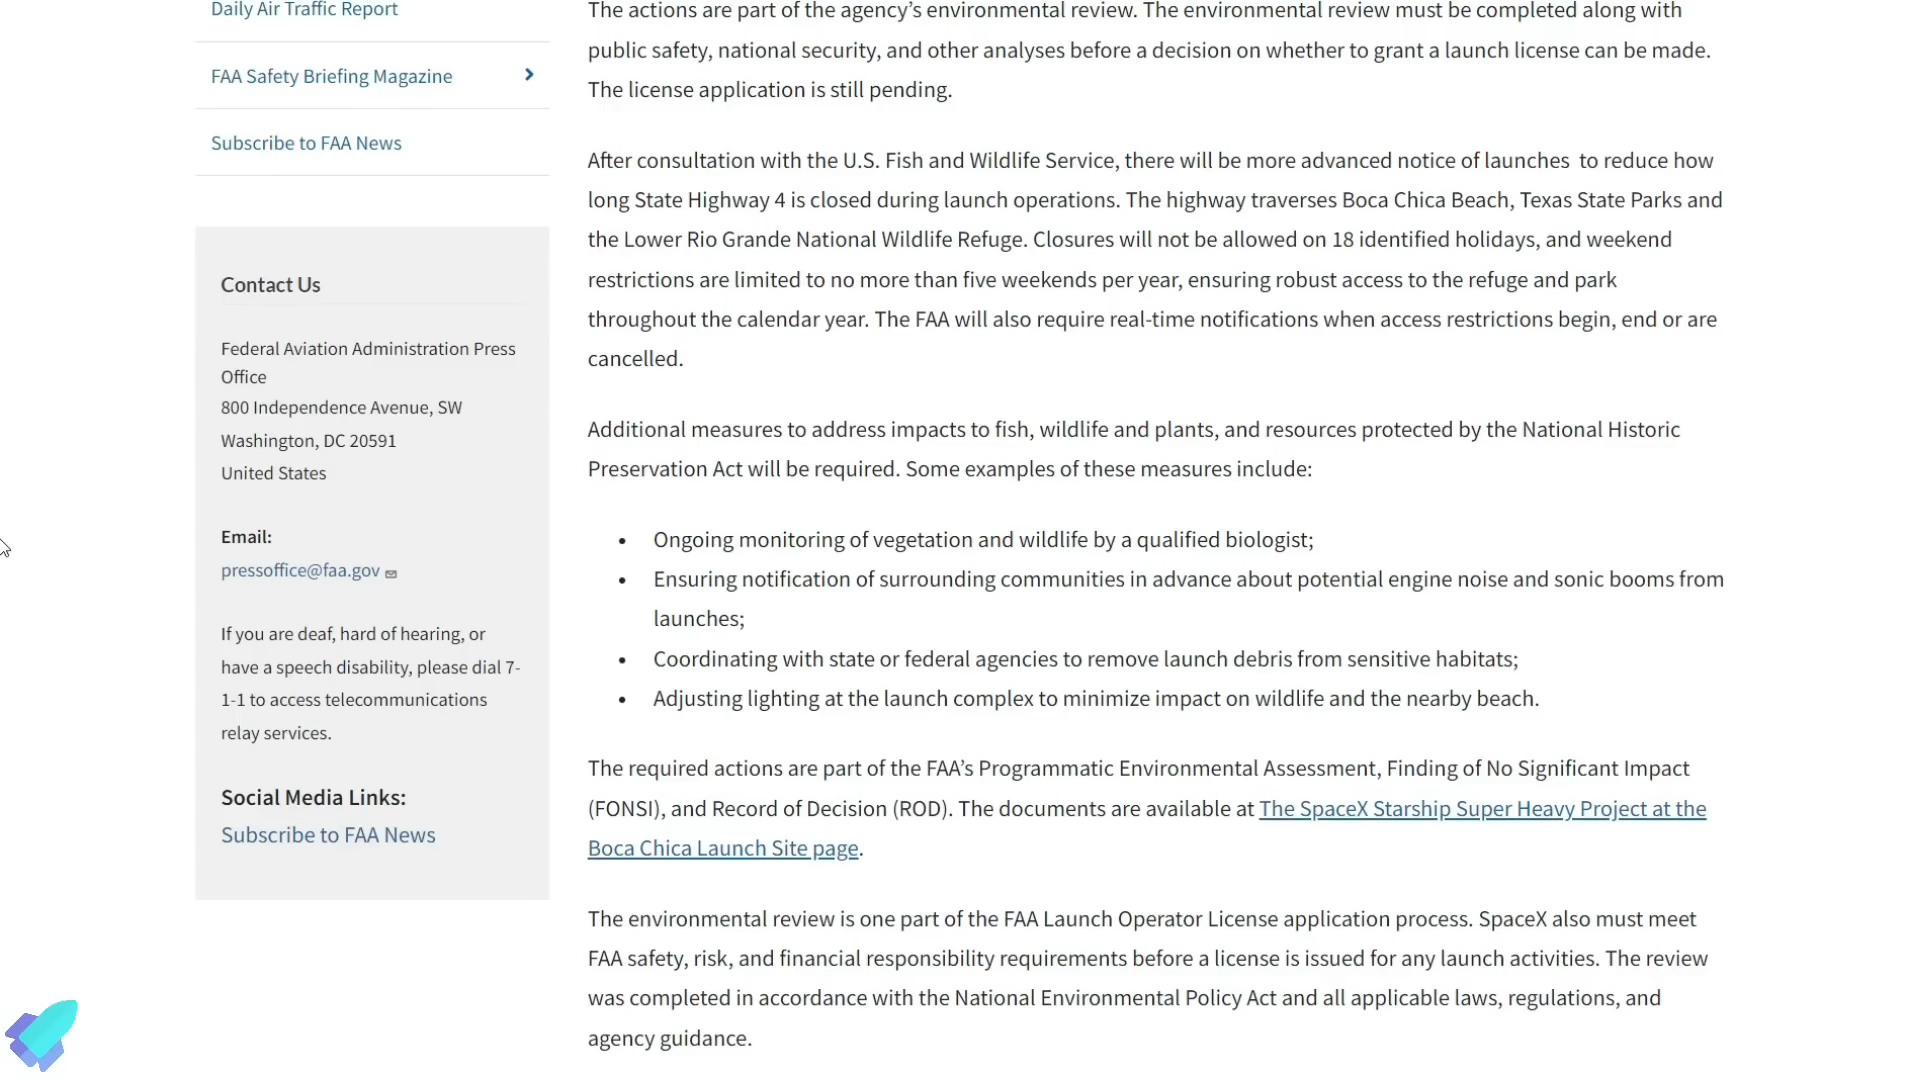 Daily Air Traffic Report
FAA Safety Briefing Magazine
Subscribe to FAA News
Contact Us
Federal Aviation Administration Press
Office
800 Independence Avenue, SW
Washington, DC 20591
United States
Email:
pressoffice@faa.gov
If you are deaf, hard of hearing, or
have a speech disability, please dial 7-
1-1 to access telecommunications
relay services.
Social Media Links:
Subscribe to FAA News
The actions are part of the agency’s environmental review. The environmental review must be completed along with
public safety, national security, and other analyses before a decision on whether to grant a launch license can be made.
The license application is still pending.
After consultation with the U.S. Fish and Wildlife Service, there will be more advanced notice of launches  to reduce how
long State Highway 4 is closed during launch operations. The highway traverses Boca Chica Beach, Texas State Parks and
the Lower Rio Grande National Wildlife Refuge. Closures will not be allowed on 18 identified holidays, and weekend
restrictions are limited to no more than five weekends per year, ensuring robust access to the refuge and park
throughout the calendar year. The FAA will also require real-time notifications when access restrictions begin, end or are
cancelled.
Additional measures to address impacts to fish, wildlife and plants, and resources protected by the National Historic
Preservation Act will be required. Some examples of these measures include:
• Ongoing monitoring of vegetation and wildlife by a qualified biologist;
• Ensuring notification of surrounding communities in advance about potential engine noise and sonic booms from
launches;
• Coordinating with state or federal agencies to remove launch debris from sensitive habitats;
• Adjusting lighting at the launch complex to minimize impact on wildlife and the nearby beach.
The required actions are part of the FAA’s Programmatic Environmental Assessment, Finding of No Significant Impact
(FONSI), and Record of Decision (ROD). The documents are available at The SpaceX Starship Super Heavy Project at the
Boca Chica Launch Site page.
The environmental review is one part of the FAA Launch Operator License application process. SpaceX also must meet
FAA safety, risk, and financial responsibility requirements before a license is issued for any launch activities. The review
was completed in accordance with the National Environmental Policy Act and all applicable laws, regulations, and
agency guidance.